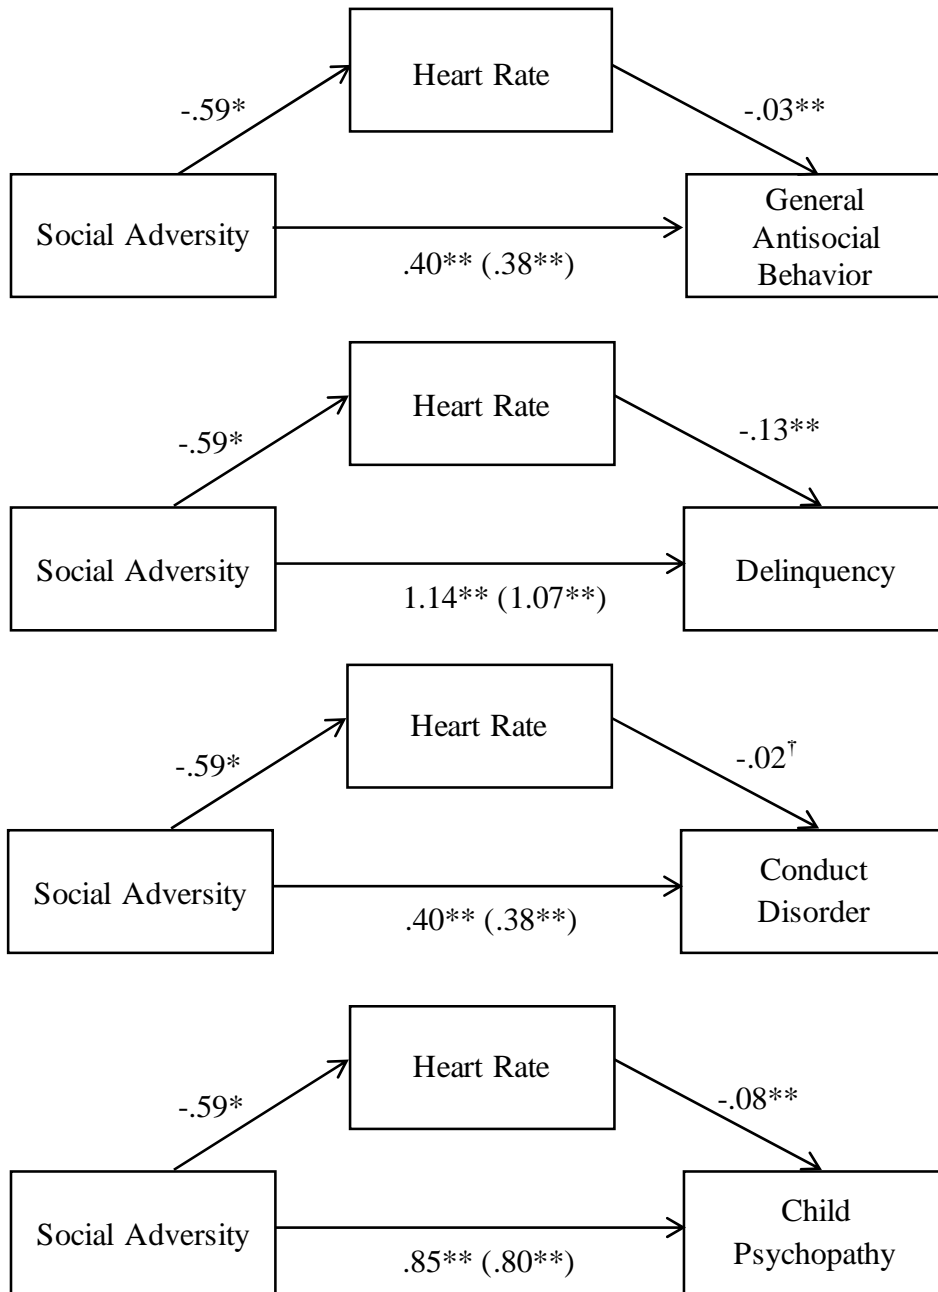 Heart Rate
-.59*
-.03**
Social Adversity
General
Antisocial
Behavior
.40** (.38**)
Heart Rate
-.59*
-.13**
Social Adversity
Delinquency
1.14** (1.07**)
Heart Rate
-.59*
-.02†
Social Adversity
Conduct
Disorder
.40** (.38**)
Heart Rate
-.59*
-.08**
Social Adversity
Child
Psychopathy
.85** (.80**)